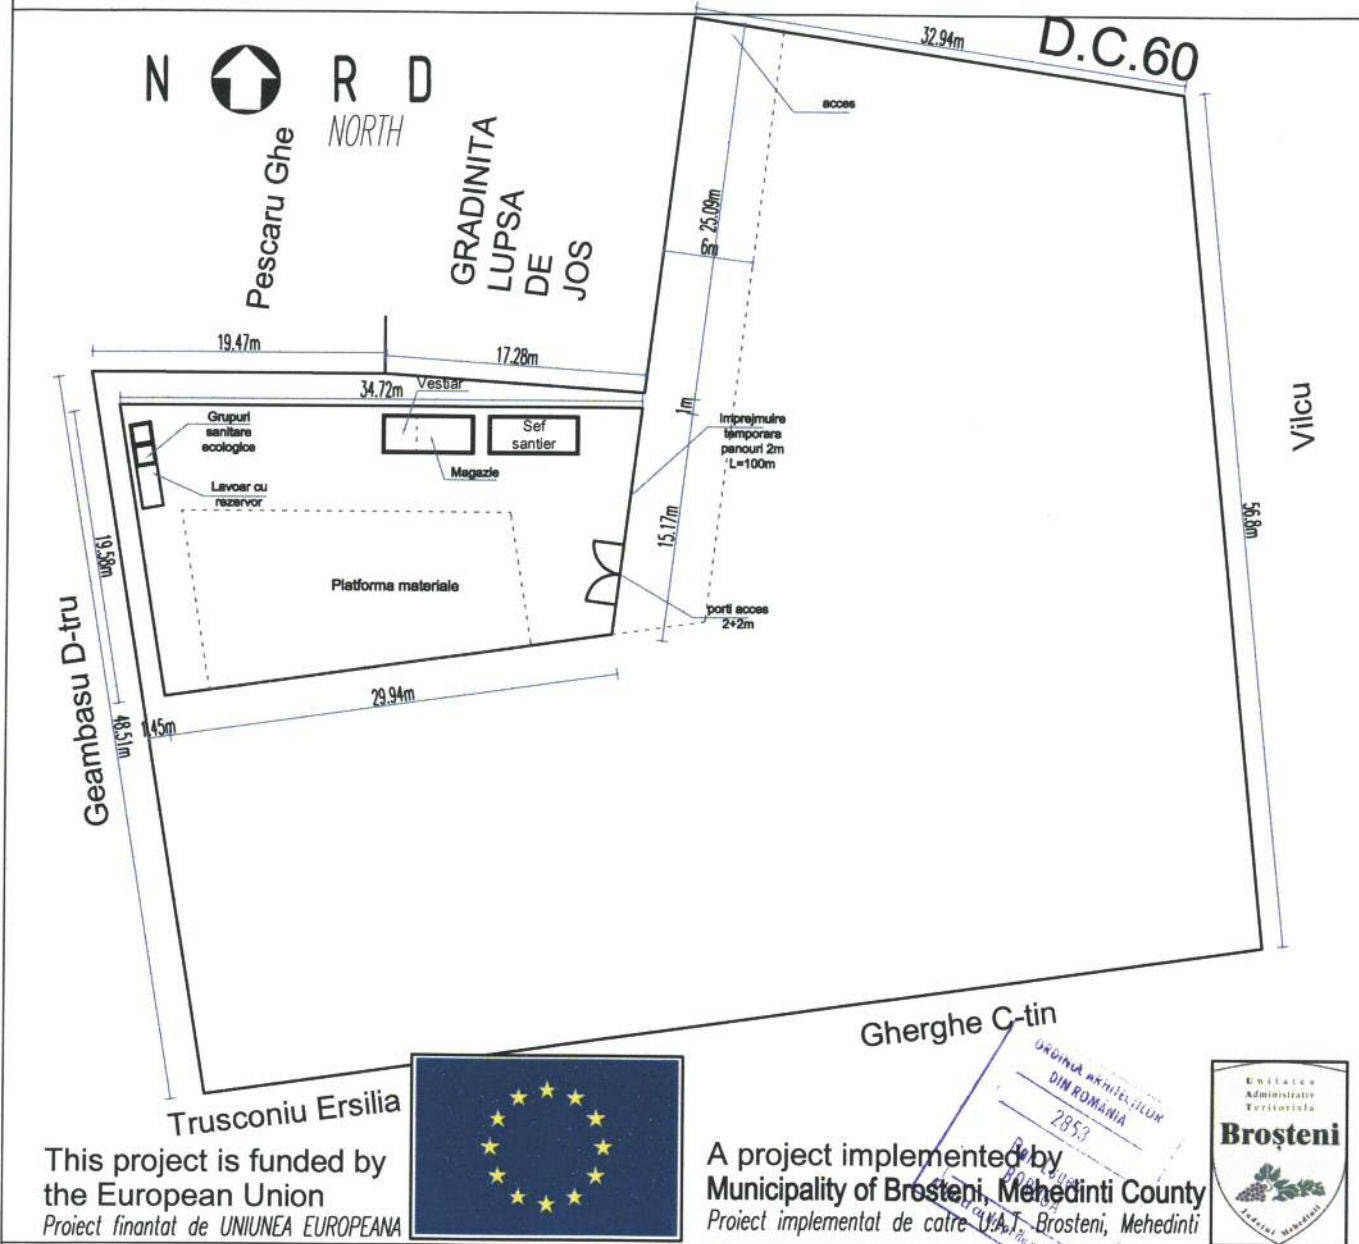 N O R D
NORTH
D.C.60
32.94m
acces
Pescaru Ghe
GRADINITA
LUPSA
DE
JOS
25.09m
6m
19.47m
17.28m
34.72m
Vestiar
Grupuri
sanitare
ecologice
Sef
santier
Magazie
Lavoar cu
rezervor
1m
Imprejmuire
temporara
panouri 2m
L=100m
Vilcu
56.8m
15.17m
19.58m
Platforma materiale
porti acces
2+2m
Geambasu D-tru
48.51m
1.45m
29.94m
Gherghe C-tin
Trusconiu Ersilia
This project is funded by
the European Union
Proiect finantat de UNIUNEA EUROPEANA
ORDINUL ARHITECTILOR
DIN ROMÂNIA
2853
A project implemented by
Municipality of Brosteni, Mehedinti County
Proiect implementat de catre U.A.T. Brosteni, Mehedinti
Unitatea
Administrativ
Teritoriala
Broșteni
Județul Mehedinți